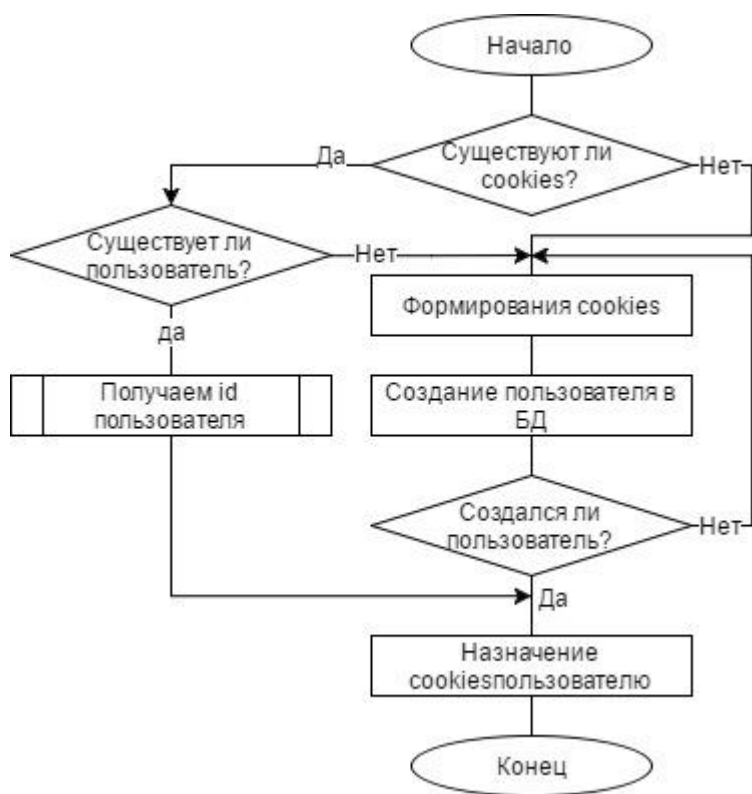 Начало
Существуют ли
cookies?
Да
Нет
Существует ли
пользователь?
Нет
да
Формирования cookies
Получаем id
пользователя
Создание пользователя в
БД
Создался ли
пользователь?
Нет
Да
Назначение
cookiesпользователю
Конец